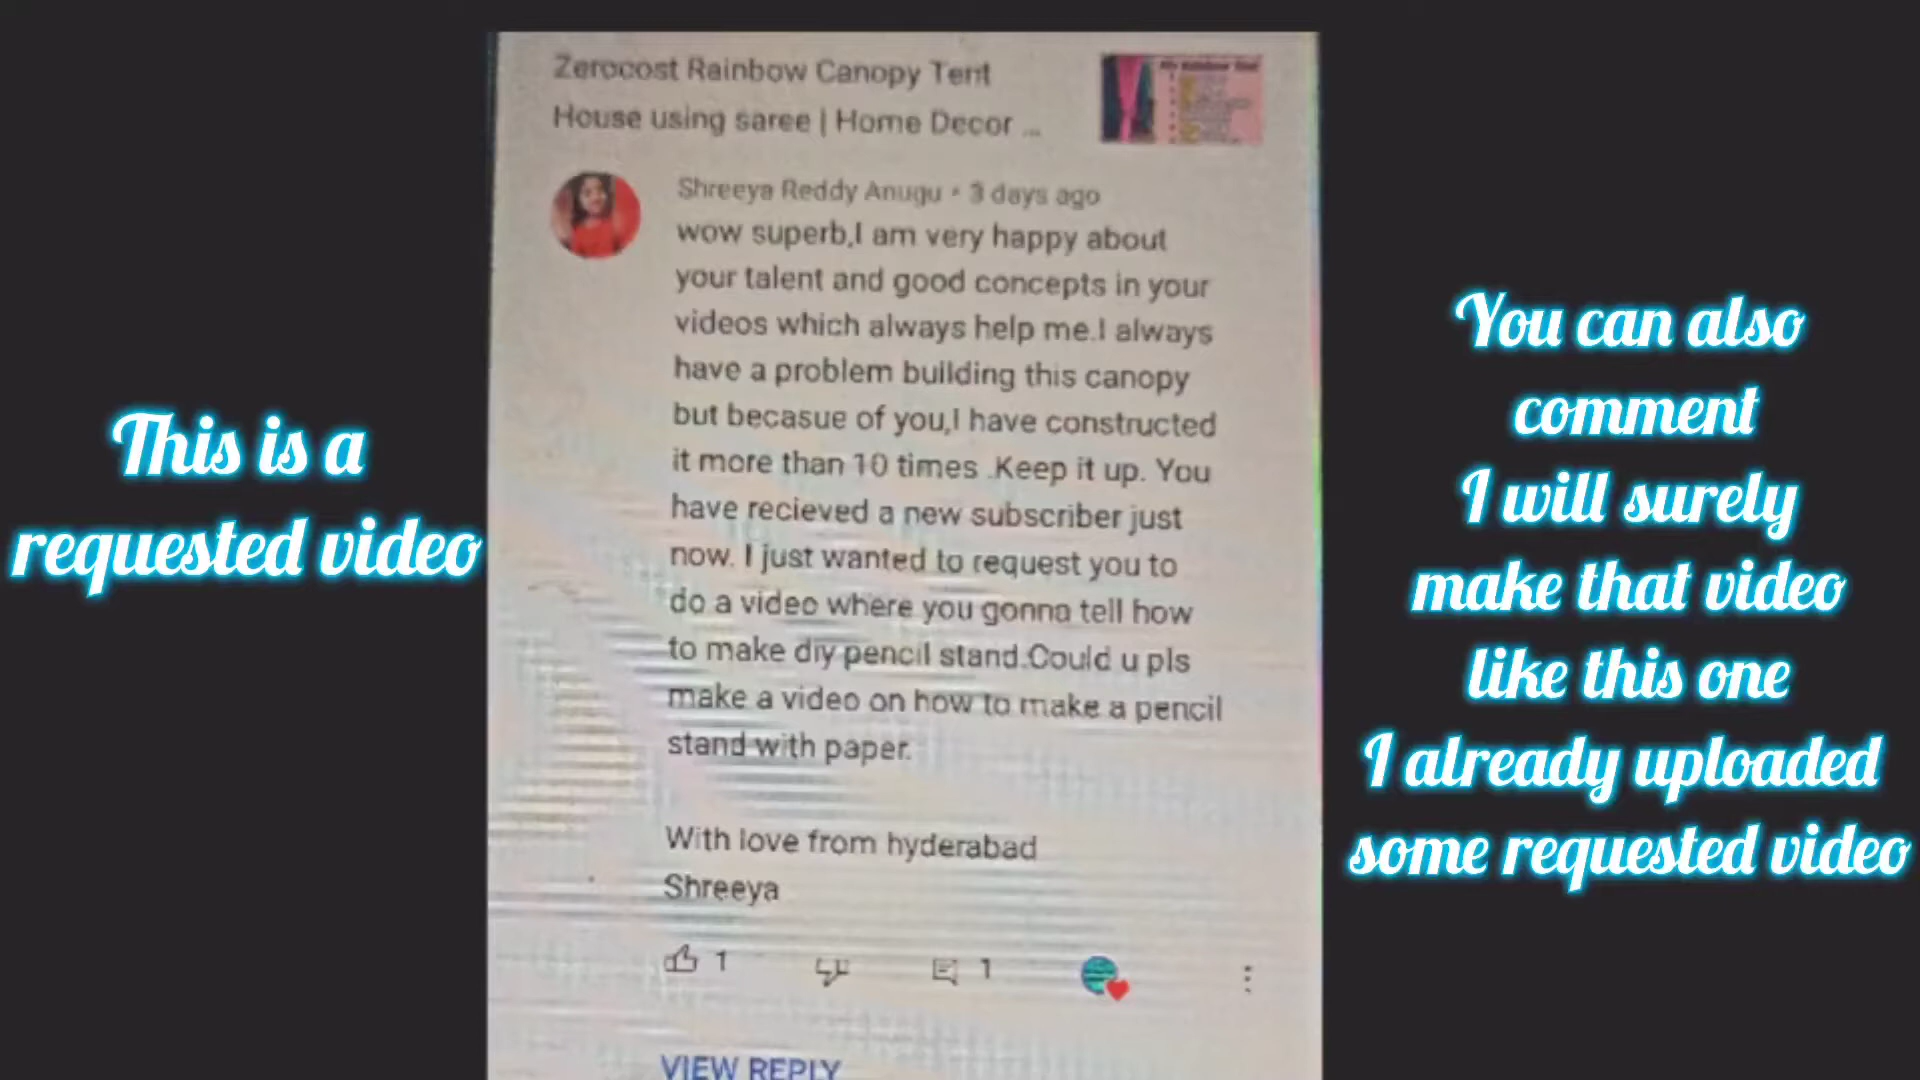 This is a
requested video
Zerocost Rainbow Canopy Tent
House using saree | Home Decor ...
Shreeya Reddy Anugu • 3 days ago
wow superb,I am very happy about
your talent and good concepts in your
videos which always help me.I always
have a problem building this canopy
but becasue of you,I have constructed
it more than 10 times .Keep it up. You
have recieved a new subscriber just
now. I just wanted to request you to
do a video where you gonna tell how
to make diy pencil stand.Could u pls
make a video on how to make a pencil
stand with paper.
With love from hyderabad
Shreeya
1
1
VIEW REPLY
You can also
comment
I will surely
make that video
like this one
I already uploaded
some requested video